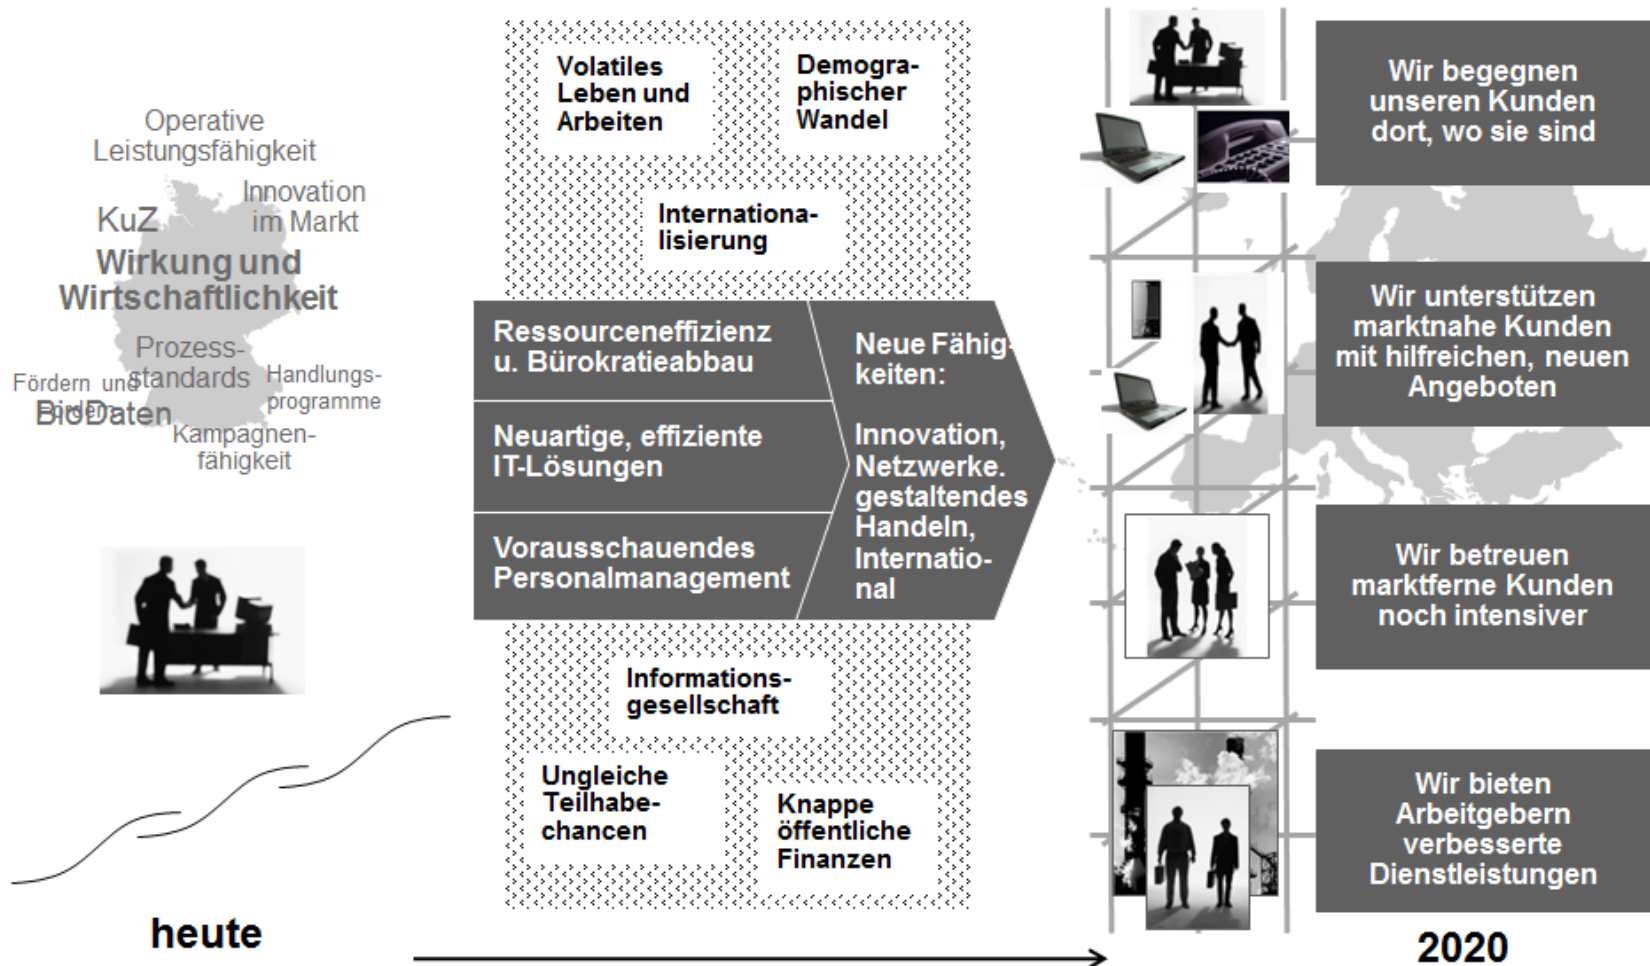 Operative
Leistungsfähigkeit
Innovation
im Markt
KuZ
Wirkung und
Wirtschaftlichkeit
Prozess-
standards
Handlungs-
programme
Fördern und
Fordern
BioDaten
Kampagnen-
fähigkeit
heute
Volatiles
Leben und
Arbeiten
Demogra-
phischer
Wandel
Internationa-
lisierung
Ressourceneffizienz
u. Bürokratieabbau
Neuartige, effiziente
IT-Lösungen
Vorausschauendes
Personalmanagement
Neue Fähig-
keiten:
Innovation,
Netzwerke.
gestaltendes
Handeln,
Internatio-
nal
Informations-
gesellschaft
Ungleiche
Teilhabe-
chancen
Knappe
öffentliche
Finanzen
Wir begegnen
unseren Kunden
dort, wo sie sind
Wir unterstützen
marktnahe Kunden
mit hilfreichen, neuen
Angeboten
Wir betreuen
marktferne Kunden
noch intensiver
Wir bieten
Arbeitgebern
verbesserte
Dienstleistungen
2020